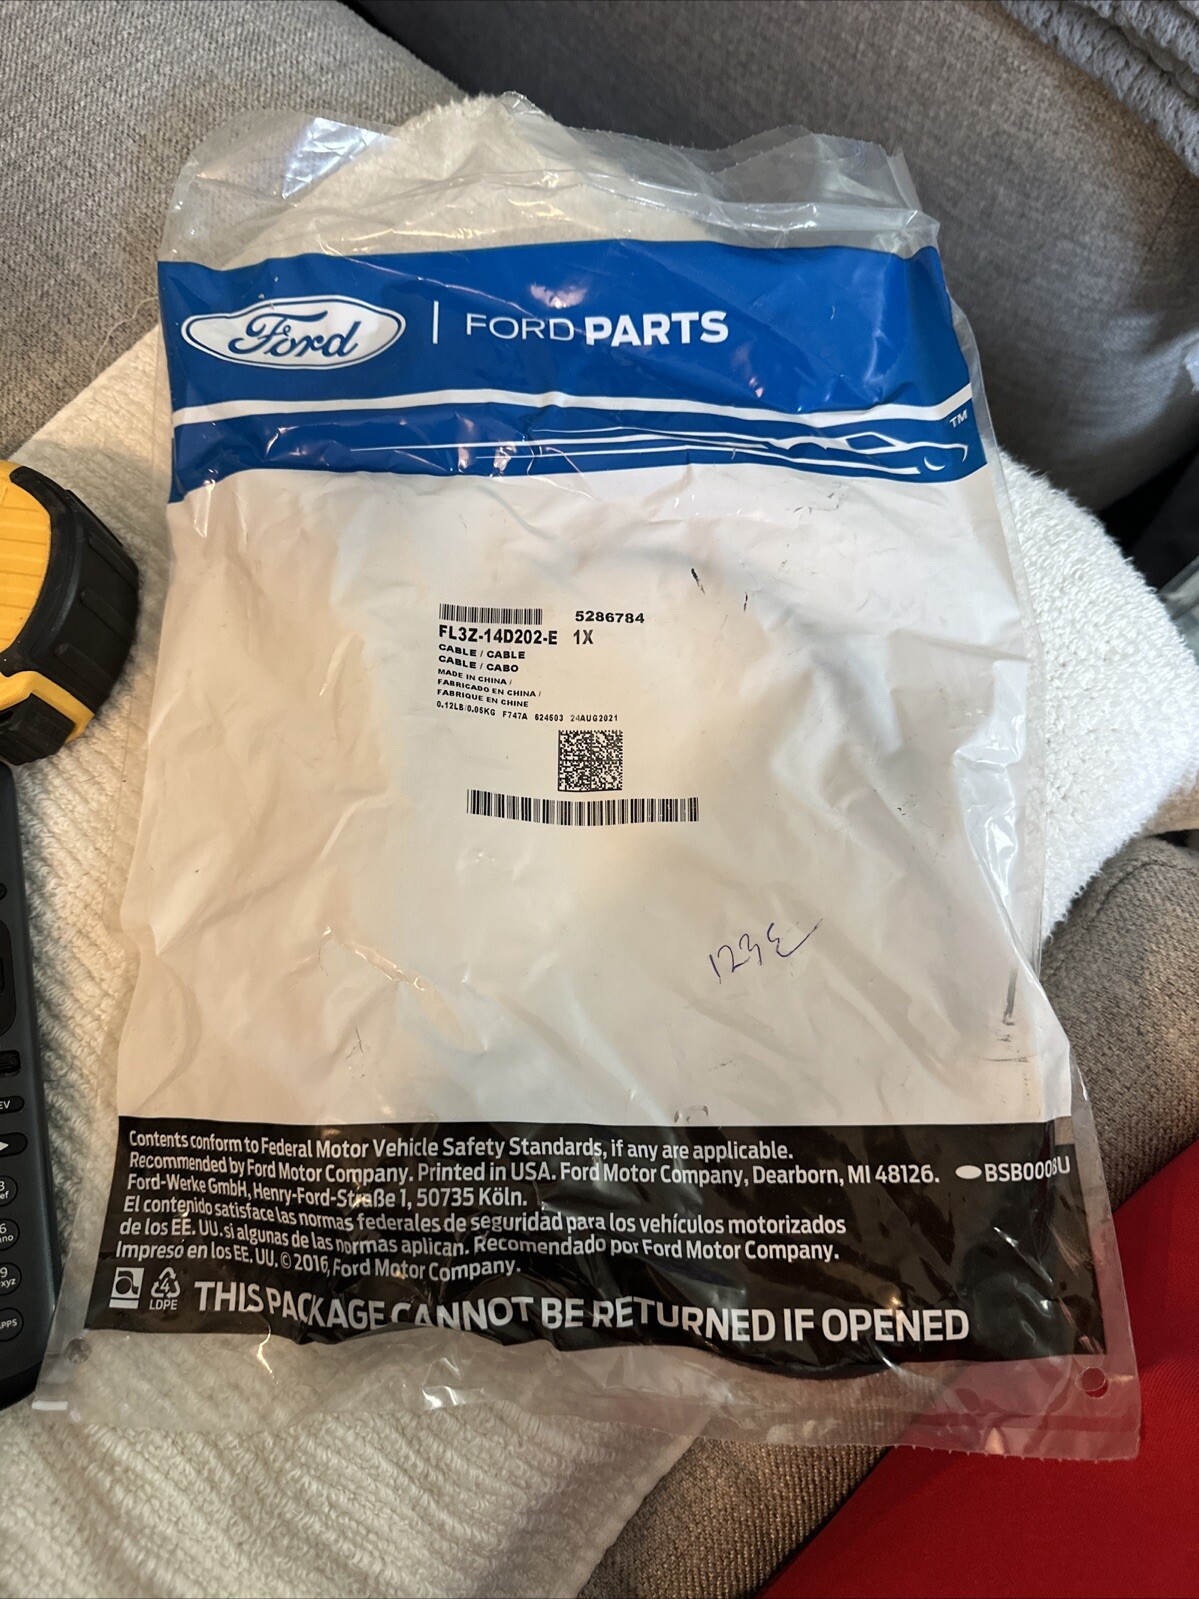 Ford | FORD PARTS
TM
5286784
FL3Z-14D202-E 1X
CABLE / CABLE
CABLE / CABO
MADE IN CHINA /
FABRICADO EN CHINA /
FABRIQUE EN CHINE
0.12LB/0.05KG F747A 624503 24AUG2021
123E
Contents conform to Federal Motor Vehicle Safety Standards, if any are applicable.
Recommended by Ford Motor Company. Printed in USA. Ford Motor Company, Dearborn, MI 48126.
Ford-Werke GmbH, Henry-Ford-Straße 1, 50735 Köln.
El contenido satisface las normas federales de seguridad para los vehículos motorizados
de los EE. UU. si algunas de las normas aplican. Recomendado por Ford Motor Company.
Impreso en los EE. UU. © 2016, Ford Motor Company.
4
LDPE
THIS PACKAGE CANNOT BE RETURNED IF OPENED